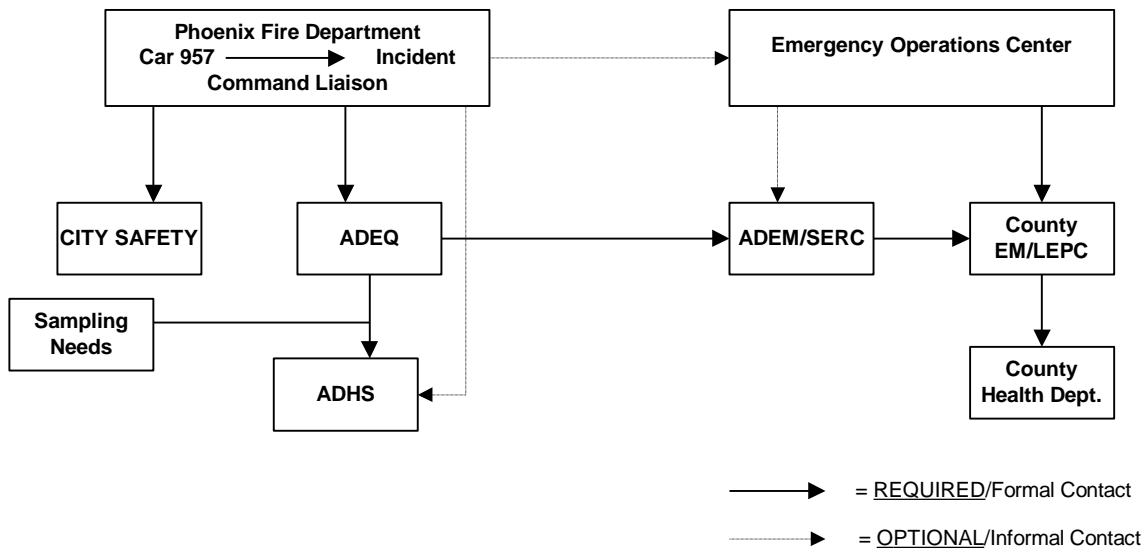 Phoenix Fire Department
Car 957 Incident
Command Liaison
Emergency Operations Center
CITY SAFETY
ADEQ
ADEM/SERC
County
EM/LEPC
Sampling
Needs
ADHS
County
Health Dept.
= REQUIRED/Formal Contact
= OPTIONAL/Informal Contact